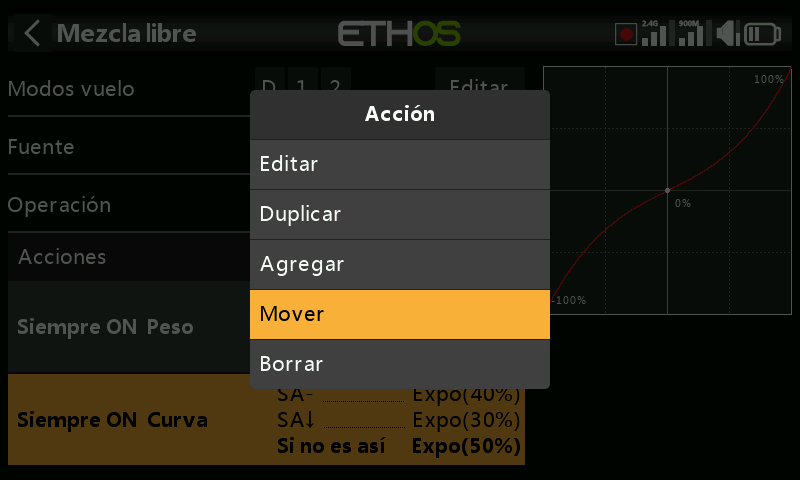 Mezcla libre
ETHOS
2.4G
900M
Modos vuelo
D 1 2
Editar
Fuente
Operación
Acciones
Siempre ON Peso
Siempre ON Curva
SA- Expo(40%)
SA↓ Expo(30%)
Si no es así Expo(50%)
Acción
Editar
Duplicar
Agregar
Mover
Borrar
100%
0%
-100%